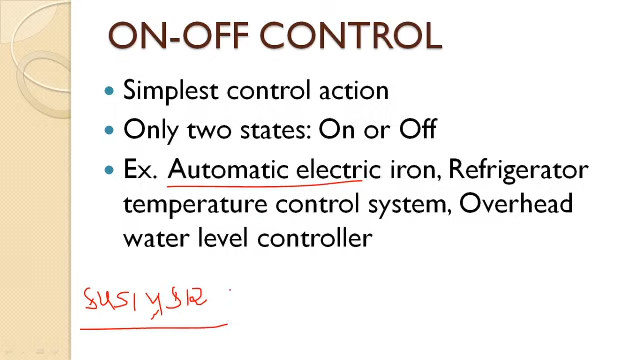 ON-OFF CONTROL
• Simplest control action
• Only two states: On or Off
• Ex. Automatic electric iron, Refrigerator
temperature control system, Overhead
water level controller